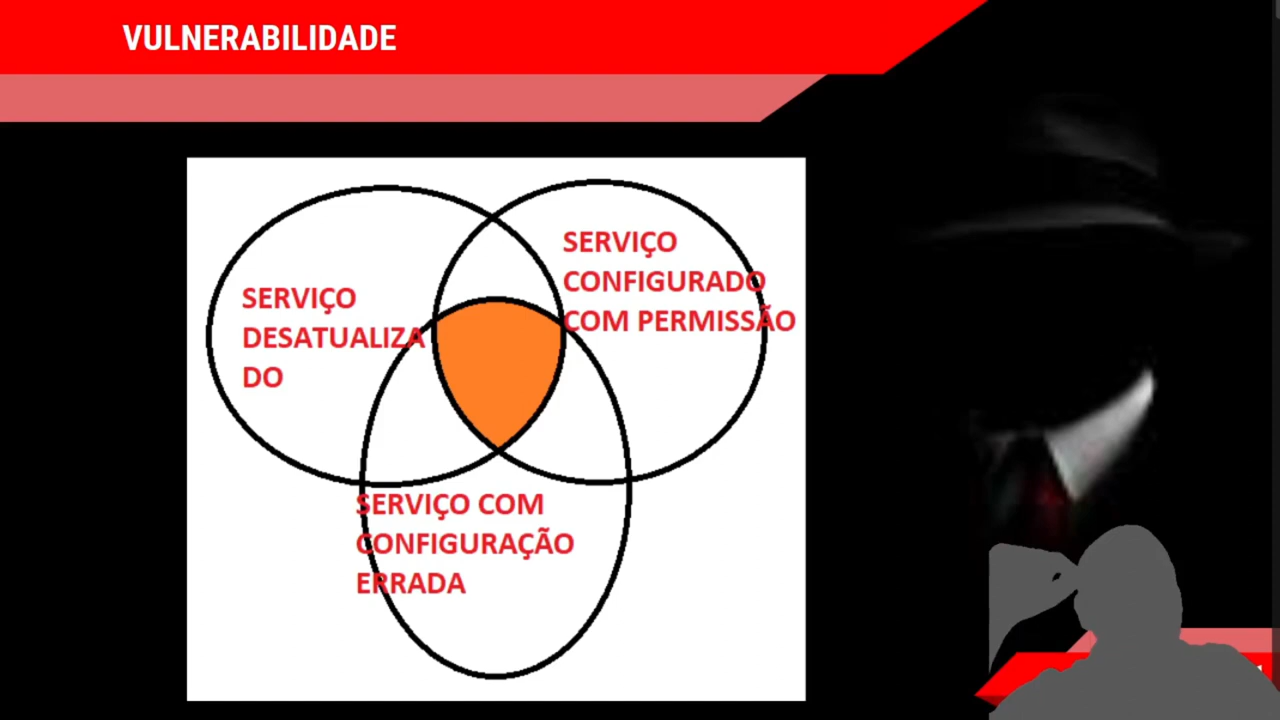 VULNERABILIDADE
SERVIÇO
CONFIGURADO
COM PERMISSÃO
SERVIÇO
DESATUALIZA
DO
SERVIÇO COM
CONFIGURAÇÃO
ERRADA